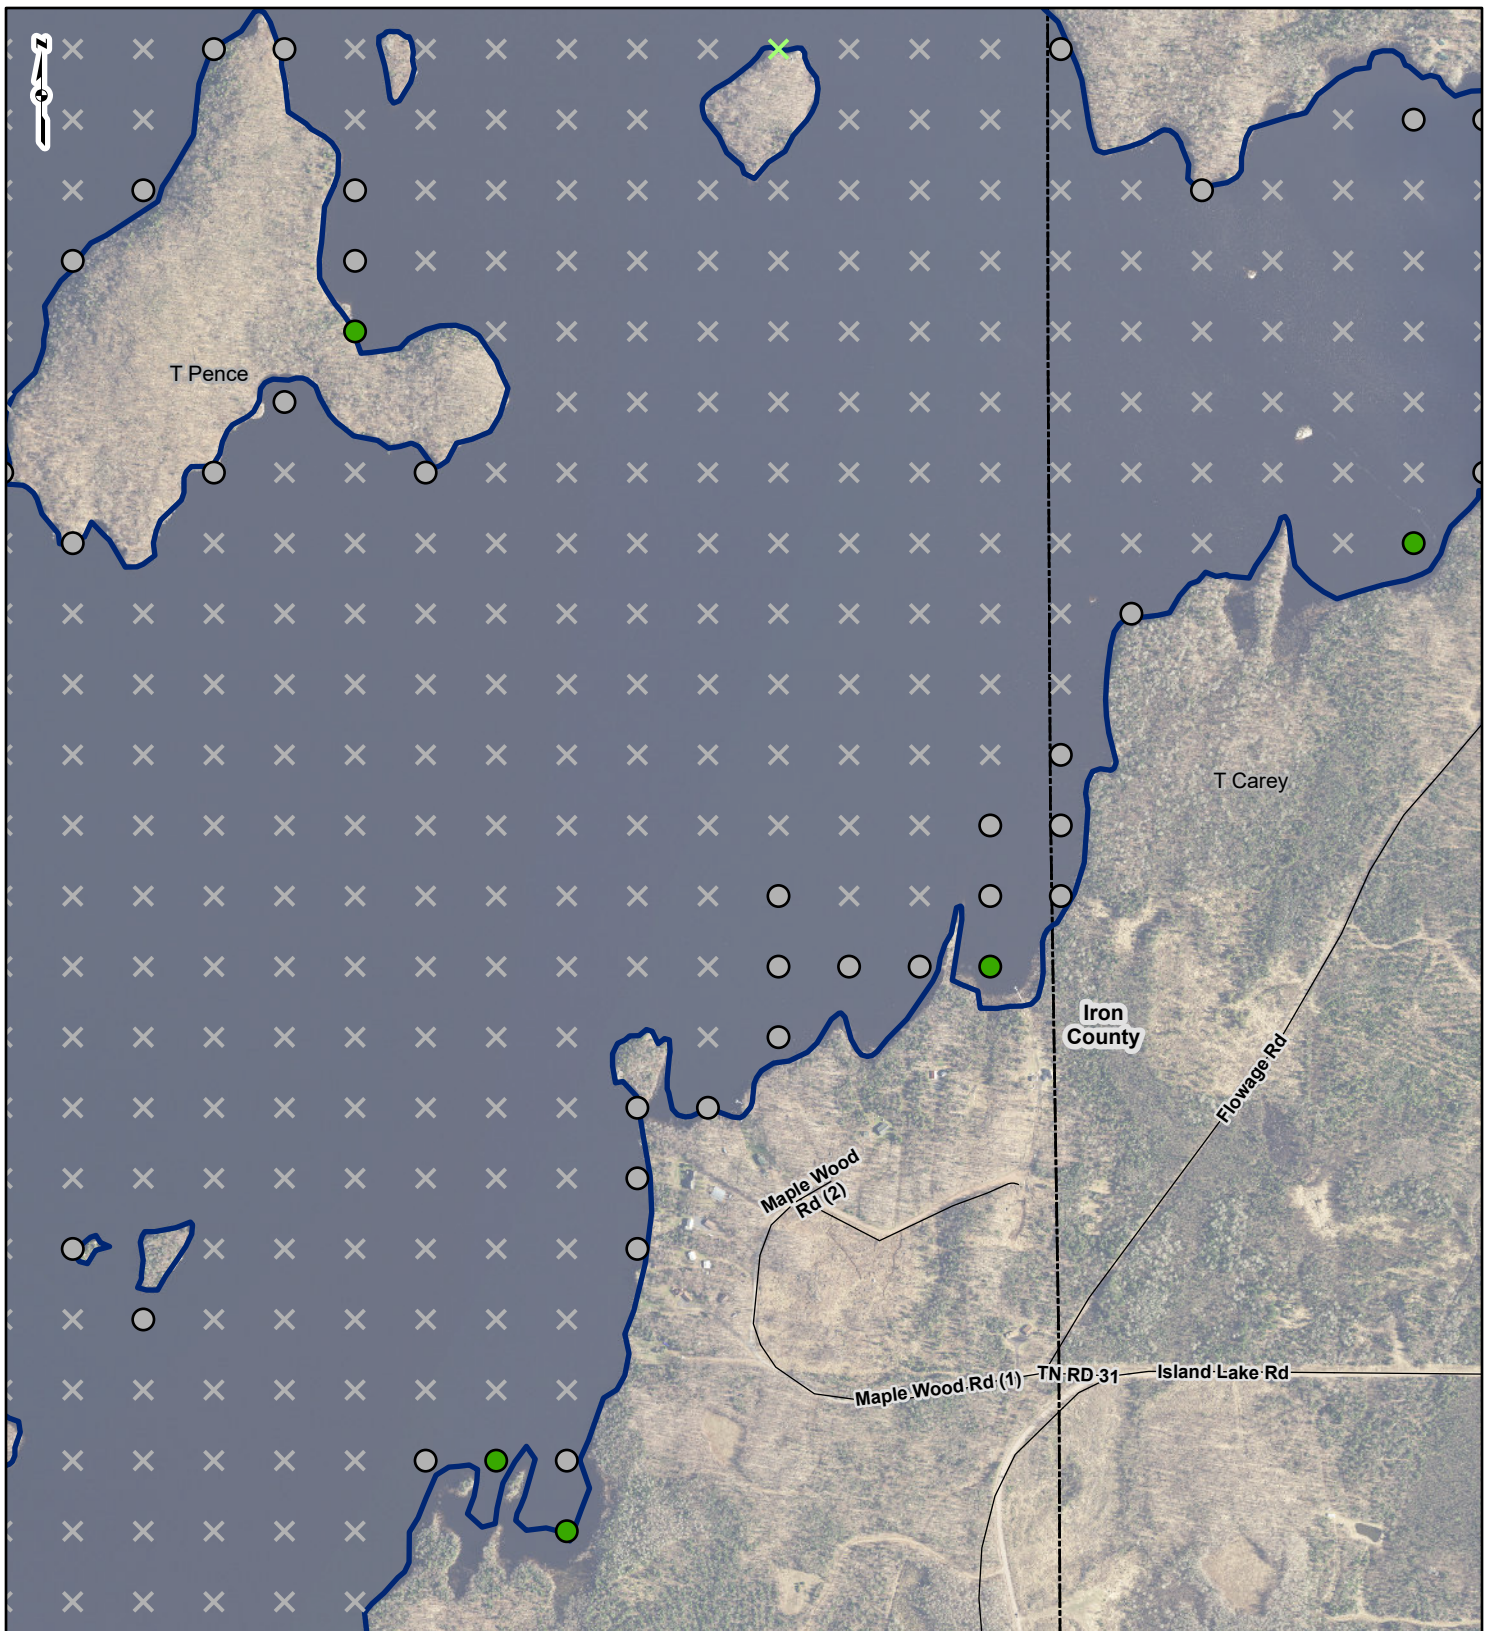 N
T Pence
T Carey
Iron
County
Flowage Rd
Maple Wood
Rd (2)
Maple Wood Rd (1)
TN RD 31
Island Lake Rd